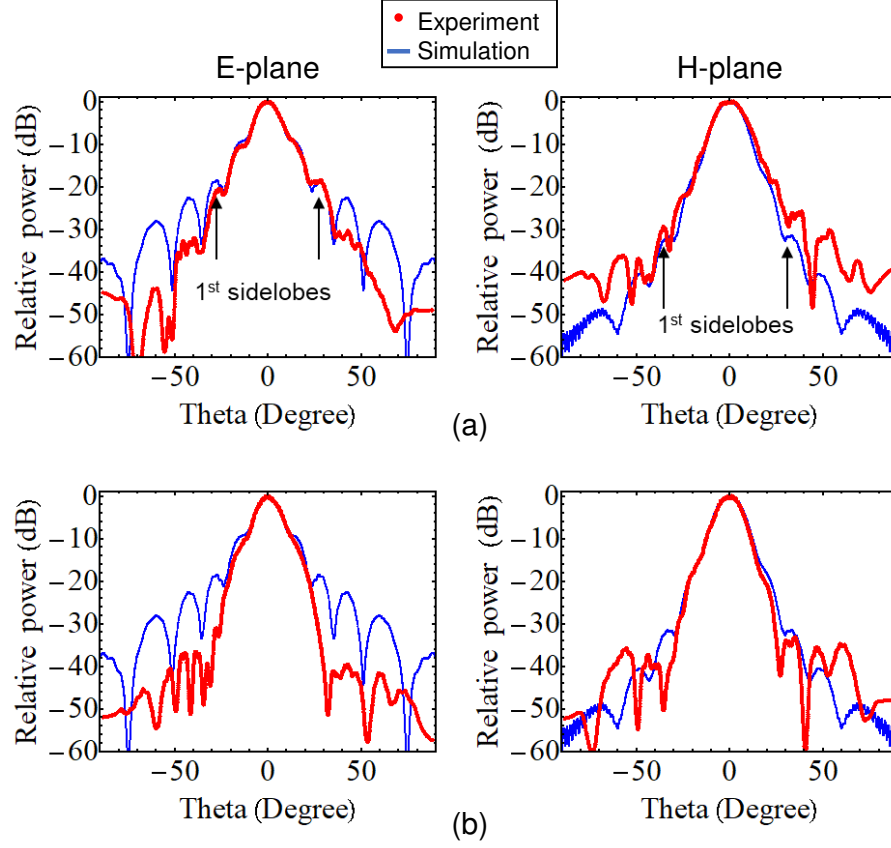 Experiment
Simulation
E-plane
H-plane
Relative power (dB)
0
−10
−20
−30
−40
−50
−60
1st sidelobes
−50 0 50
Theta (Degree)
Relative power (dB)
0
−10
−20
−30
−40
−50
−60
1st sidelobes
−50 0 50
Theta (Degree)
(a)
Relative power (dB)
0
−10
−20
−30
−40
−50
−60
−50 0 50
Theta (Degree)
Relative power (dB)
0
−10
−20
−30
−40
−50
−60
−50 0 50
Theta (Degree)
(b)